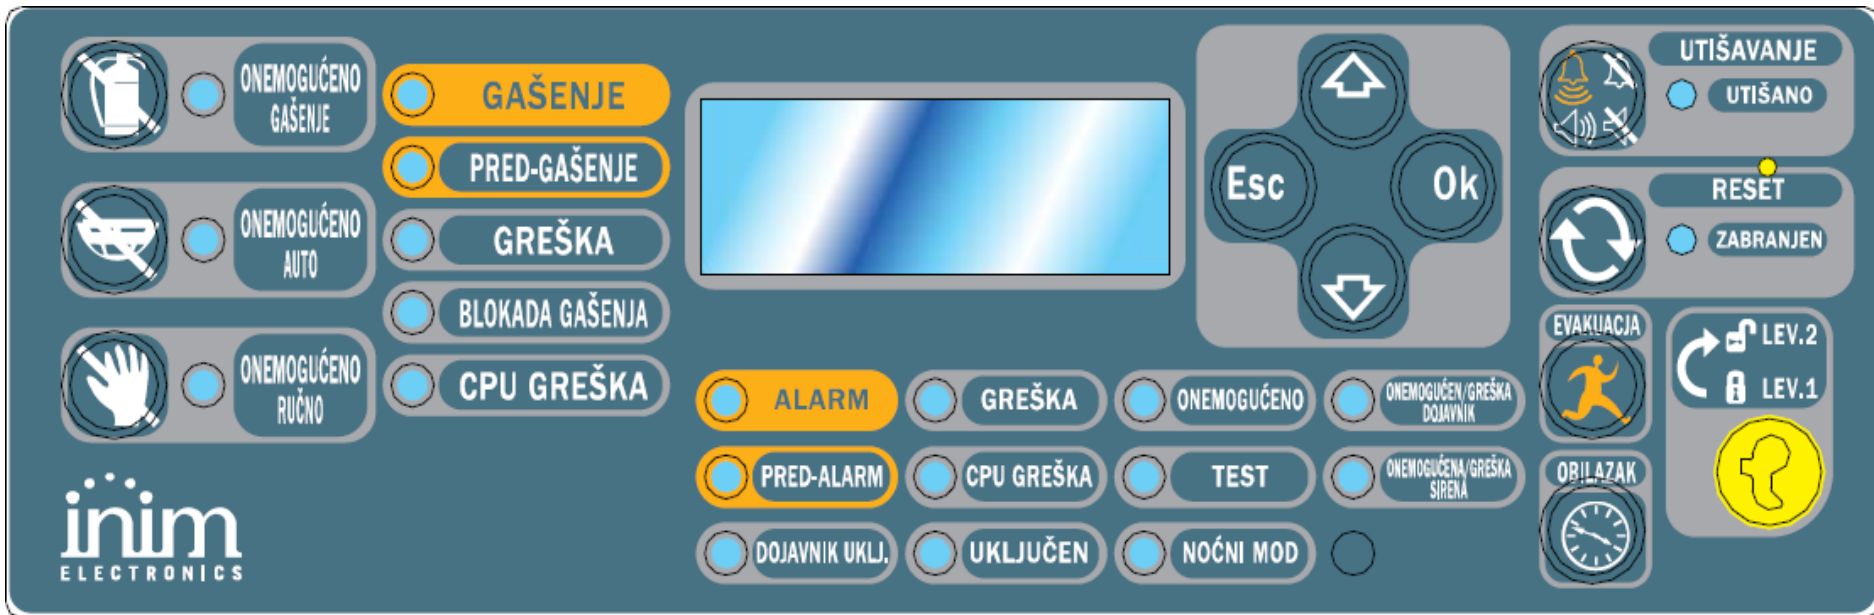 ONEMOGUĆENO
GAŠENJE
ONEMOGUĆENO
AUTO
ONEMOGUĆENO
RUČNO
inim
ELECTRONICS
GAŠENJE
PRED-GAŠENJE
GREŠKA
BLOKADA GAŠENJA
CPU GREŠKA
Esc
Ok
ALARM
GREŠKA
ONEMOGUĆENO
ONEMOGUĆEN/GREŠKA
DOJAVNIK
PRED-ALARM
CPU GREŠKA
TEST
ONEMOGUĆENA/GREŠKA
SIRENA
DOJAVNIK UKLJ.
UKLJUČEN
NOĆNI MOD
UTIŠAVANJE
UTIŠANO
RESET
ZABRANJEN
EVAKUACJA
OBILAZAK
LEV.2
LEV.1